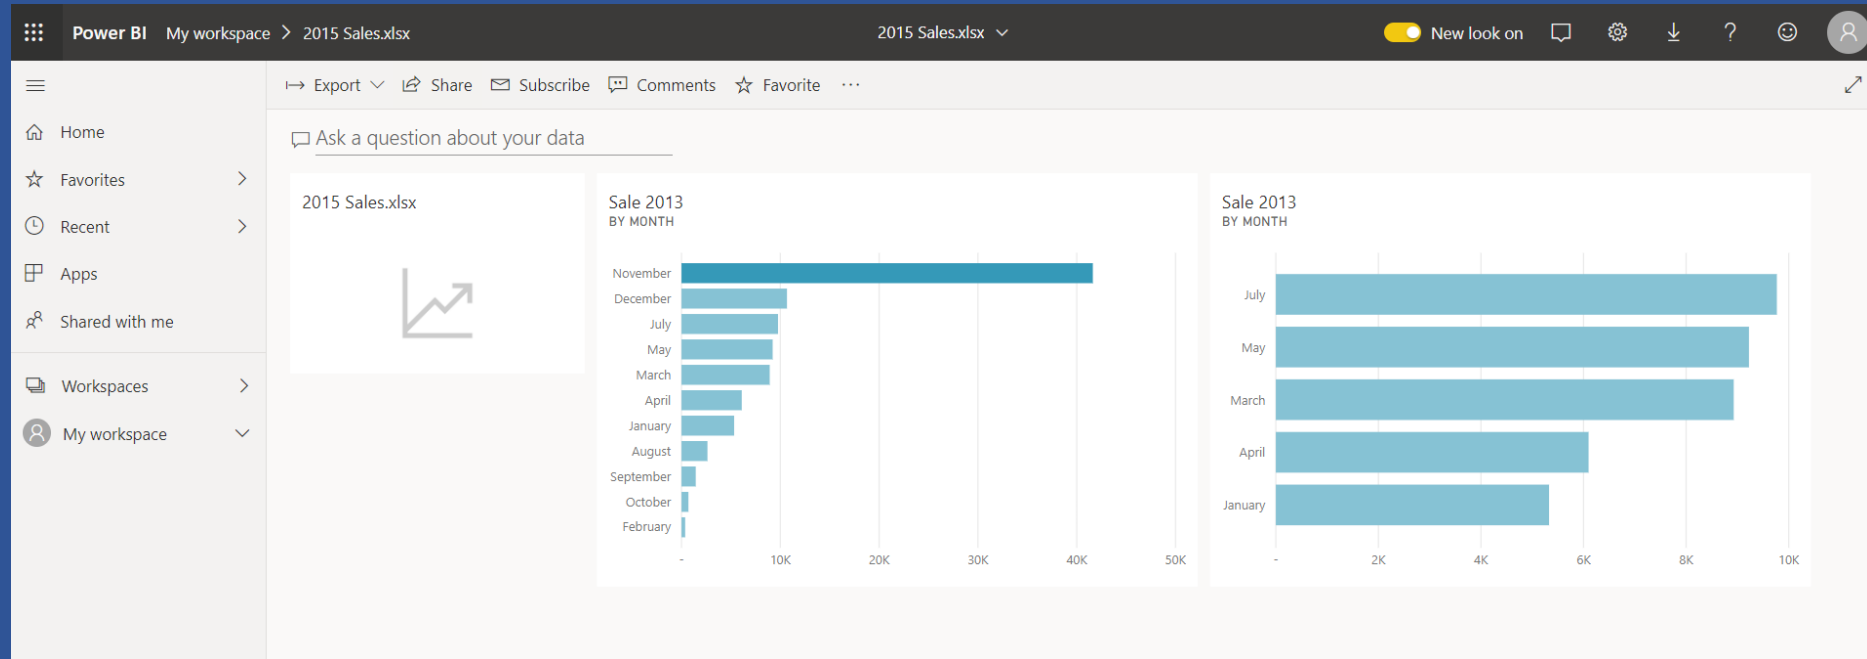 Power BI My workspace > 2015 Sales.xlsx
2015 Sales.xlsx
New look on
Export Share Subscribe Comments Favorite ...
Home
Favorites
Recent
Apps
Shared with me
Workspaces
My workspace
Ask a question about your data
2015 Sales.xlsx
Sale 2013
BY MONTH
November
December
July
May
March
April
January
August
September
October
February
- 10K 20K 30K 40K 50K
Sale 2013
BY MONTH
July
May
March
April
January
- 2K 4K 6K 8K 10K